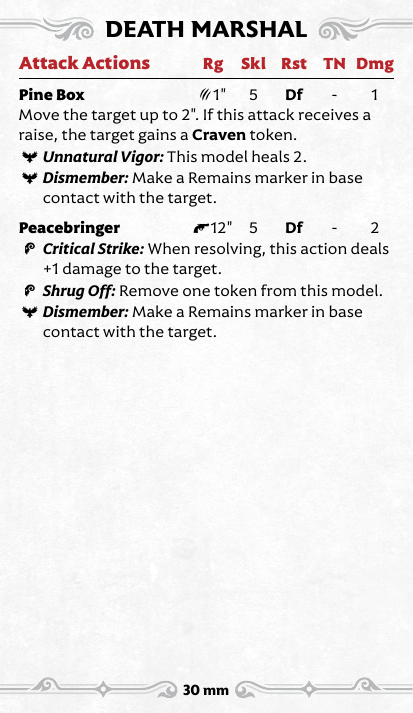 DEATH MARSHAL
Attack Actions Rg Skl Rst TN Dmg
Pine Box 1" 5 Df - 1
Move the target up to 2". If this attack receives a
raise, the target gains a Craven token.
Unnatural Vigor: This model heals 2.
Dismember: Make a Remains marker in base
contact with the target.
Peacebringer 12" 5 Df - 2
Critical Strike: When resolving, this action deals
+1 damage to the target.
Shrug Off: Remove one token from this model.
Dismember: Make a Remains marker in base
contact with the target.
30 mm